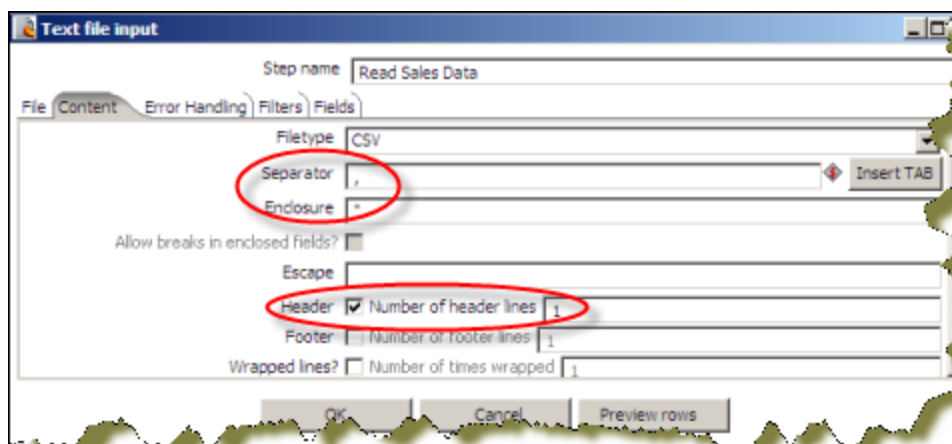 Text file input
Step name Read Sales Data
File Content Error Handling Filters Fields
Filetype CSV
Separator , Insert TAB
Enclosure "
Allow breaks in enclosed fields?
Escape
Header Number of header lines 1
Footer Number of footer lines 1
Wrapped lines? Number of times wrapped 1
OK Cancel Preview rows